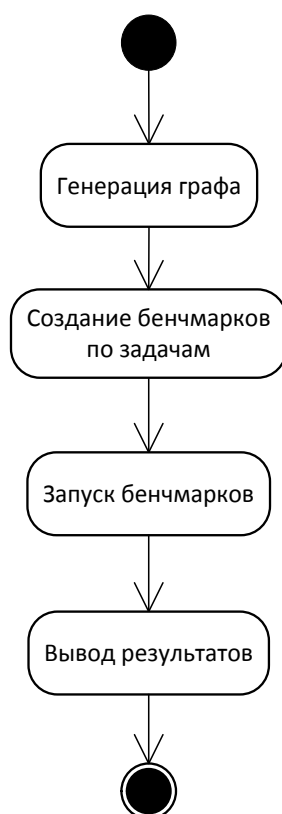 Генерация графа
Создание бенчмарков
по задачам
Запуск бенчмарков
Вывод результатов